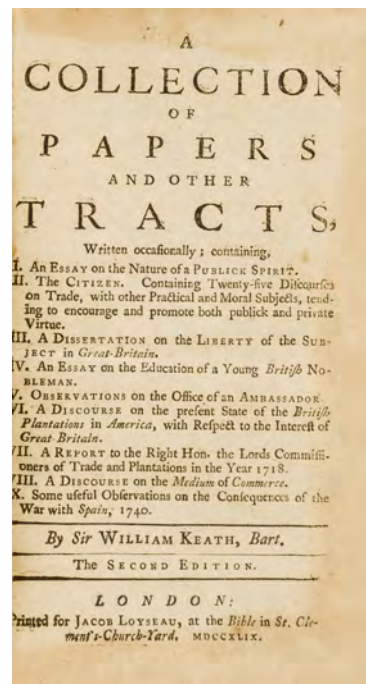 A
COLLECTION
OF
PAPERS
AND OTHER
TRACTS,
Written occaſionally; containing,
I. An ESSAY on the Nature of a PUBLICK SPIRIT.
II. THE CITIZEN. Containing Twenty-five Diſcourſes
on Trade, with other Practical and Moral Subjects, tend-
ing to encourage and promote both publick and private
Virtue.
III. A DISSERTATION on the LIBERTY of the SUB-
JECT in Great-Britain.
IV. An ESSAY on the Education of a Young Britiſh NO-
BLEMAN.
V. OBSERVATIONS on the Office of an AMBASSADOR
VI. A DISCOURSE on the preſent State of the Britiſh
Plantations in America, with Reſpect to the Intereſt of
Great-Britain.
VII. A REPORT to the Right Hon. the Lords Commiſſi-
oners of Trade and Plantations in the Year 1718.
VIII. A DISCOURSE on the Medium of Commerce.
X. Some uſeful Obſervations on the Conſequences of the
War with Spain, 1740.
By Sir WILLIAM KEATH, Bart.
The SECOND EDITION.
LONDON:
Printed for JACOB LOYSEAU, at the Bible in St. Cle-
ment's-Church-Yard, MDCCXLIX.